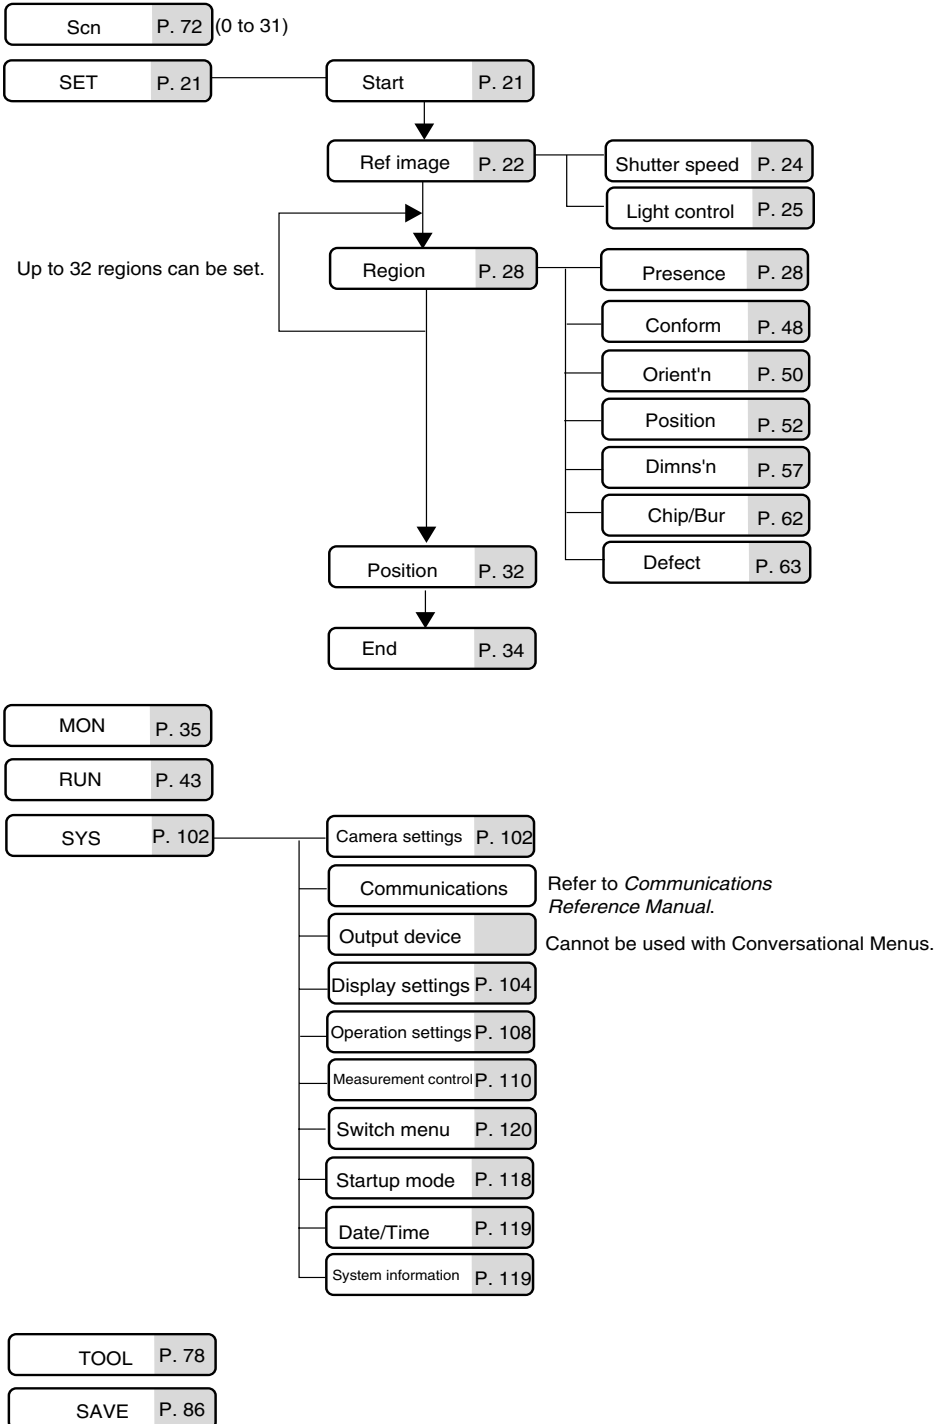 Scn P. 72 (0 to 31)
SET P. 21 Start P. 21
Ref image P. 22 Shutter speed P. 24
Light control P. 25
Up to 32 regions can be set. Region P. 28 Presence P. 28
Conform P. 48
Orient'n P. 50
Position P. 52
Dimns'n P. 57
Chip/Bur P. 62
Position P. 32 Defect P. 63
End P. 34
MON P. 35
RUN P. 43
SYS P. 102 Camera settings P. 102
Communications Refer to Communications
Reference Manual.
Output device Cannot be used with Conversational Menus.
Display settings P. 104
Operation settings P. 108
Measurement control P. 110
Switch menu P. 120
Startup mode P. 118
Date/Time P. 119
System information P. 119
TOOL P. 78
SAVE P. 86